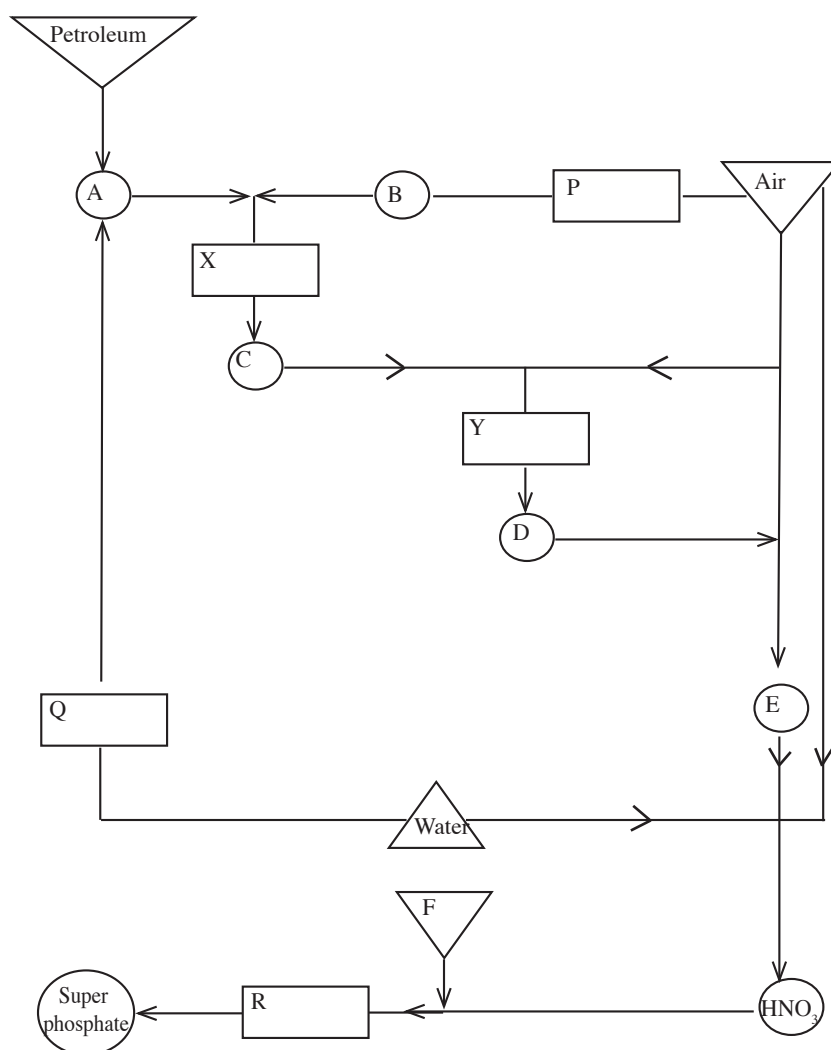 Petroleum
A
B
P
Air
X
C
Y
D
Q
E
Water
F
Super
phosphate
R
HNO₃